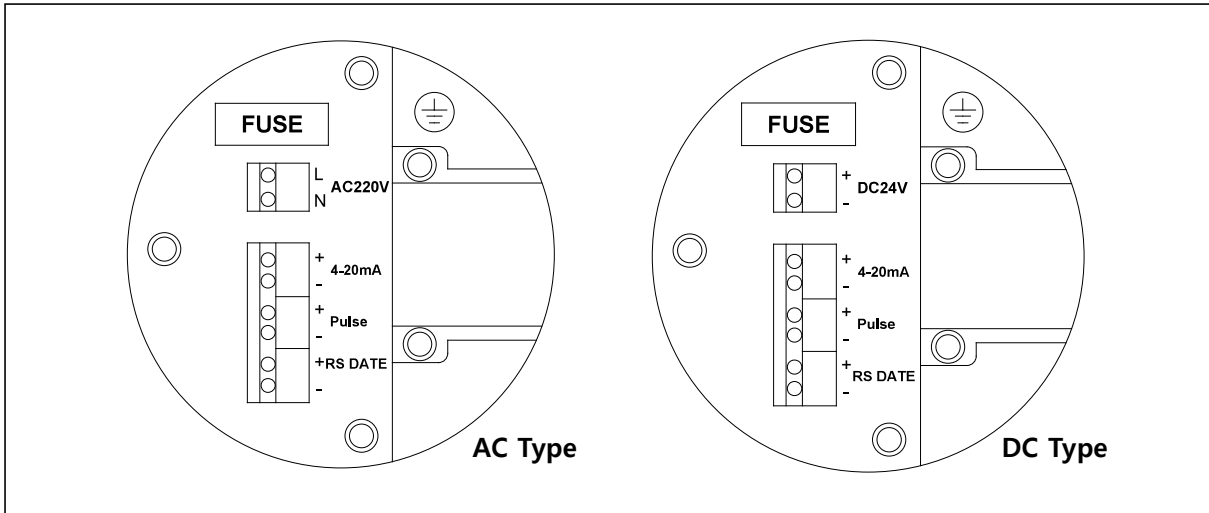 FUSE
L
AC220V
N
+
4-20mA
-
+
Pulse
-
+
RS DATE
-
AC Type
FUSE
+
DC24V
-
+
4-20mA
-
+
Pulse
-
+
RS DATE
-
DC Type